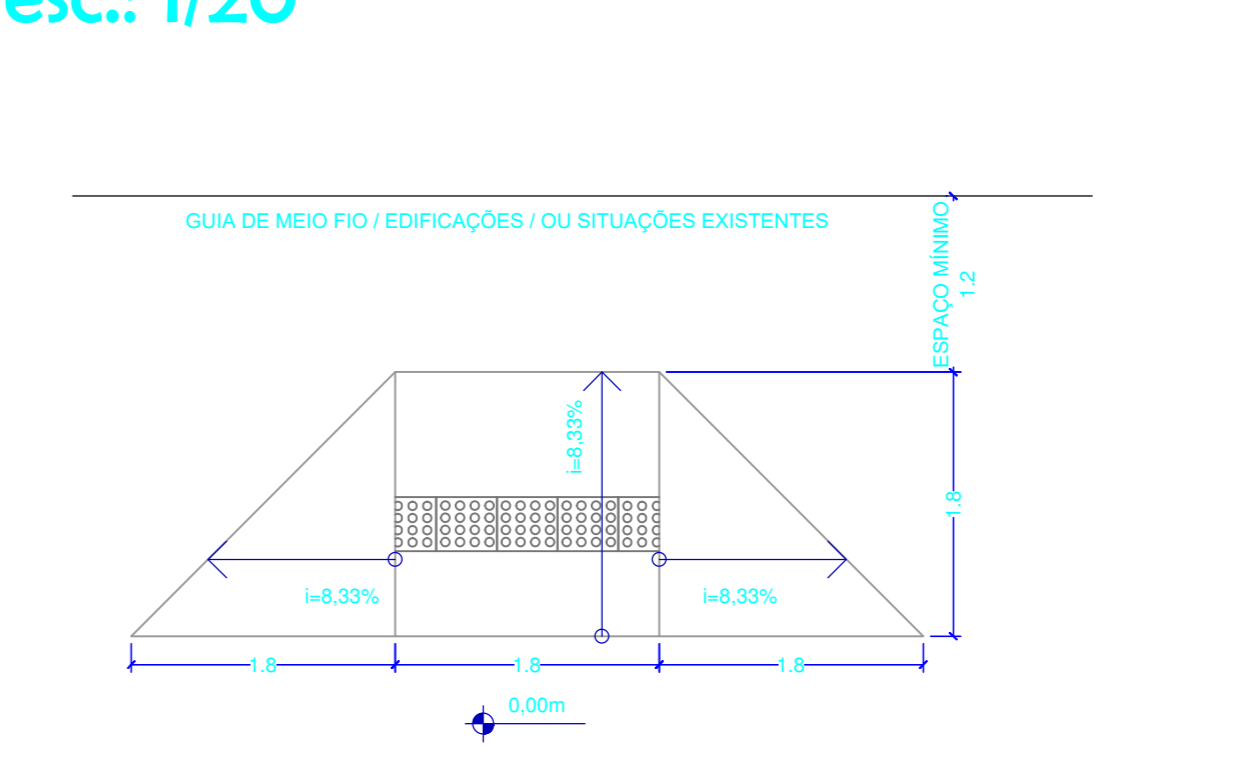 esc.: 1/20
GUIA DE MEIO FIO / EDIFICAÇÕES / OU SITUAÇÕES EXISTENTES
ESPAÇO MÍNIMO
1.2
i=8,33%
1.8
i=8,33%
i=8,33%
1.8
1.8
1.8
0,00m